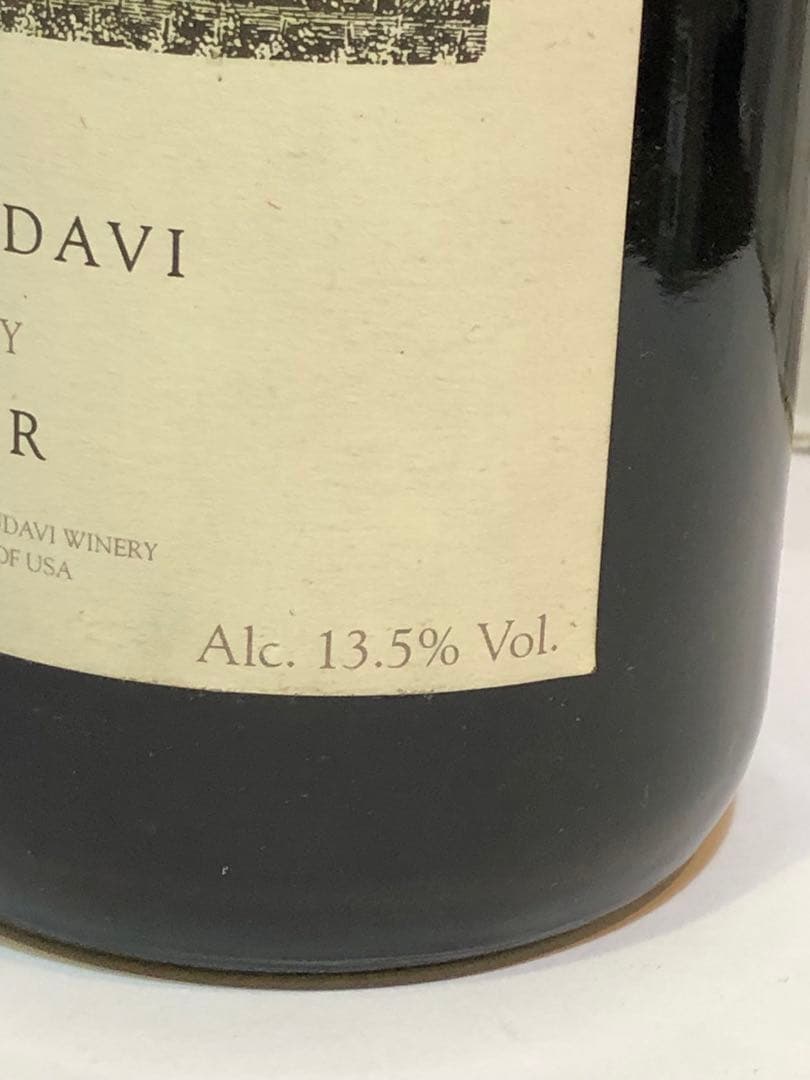 DAVI
Y
R
DAVI WINERY
OF USA
Alc. 13.5% Vol.